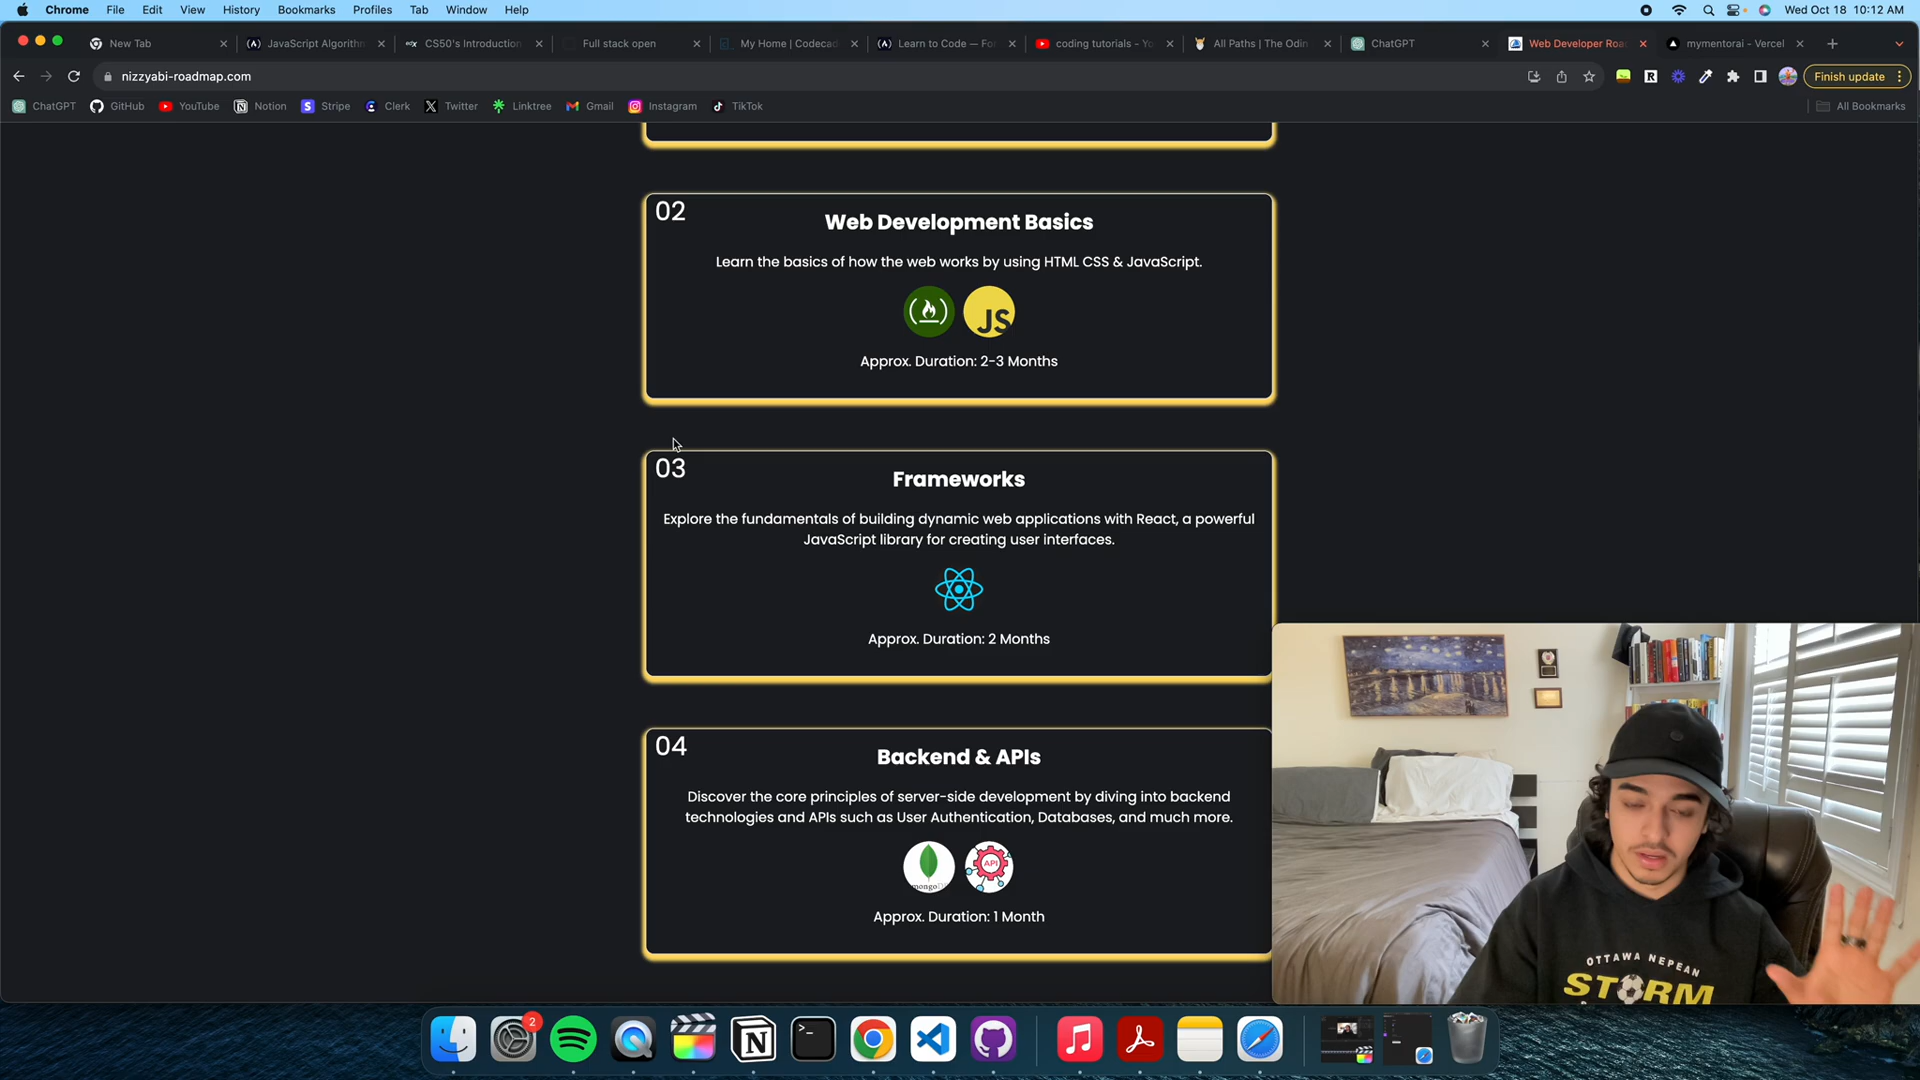 Chrome File Edit View History Bookmarks Profiles Tab Window Help Wed Oct 18 10:12 AM
New Tab JavaScript Algorithn CS50's Introduction Full stack open My Home | Codecad Learn to Code — Fo coding tutorials - Yo All Paths | The Odin ChatGPT Web Developer Roa mymentorai - Vercel
nizzyabi-roadmap.com Finish update
ChatGPT GitHub YouTube Notion Stripe Clerk Twitter Linktree Gmail Instagram TikTok All Bookmarks
02
Web Development Basics
Learn the basics of how the web works by using HTML CSS & JavaScript.
JS
Approx. Duration: 2-3 Months
03
Frameworks
Explore the fundamentals of building dynamic web applications with React, a powerful
JavaScript library for creating user interfaces.
Approx. Duration: 2 Months
04
Backend & APIs
Discover the core principles of server-side development by diving into backend
technologies and APIs such as User Authentication, Databases, and much more.
mongo API
Approx. Duration: 1 Month
OTTAWA NEPEAN
STORM
2